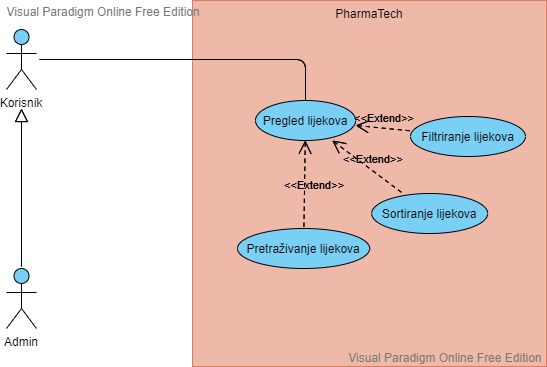 Visual Paradigm Online Free Edition
PharmaTech
Korisnik
Pregled lijekova
<<Extend>>
Filtriranje lijekova
<<Extend>>
<<Extend>>
Sortiranje lijekova
Pretraživanje lijekova
Admin
Visual Paradigm Online Free Edition